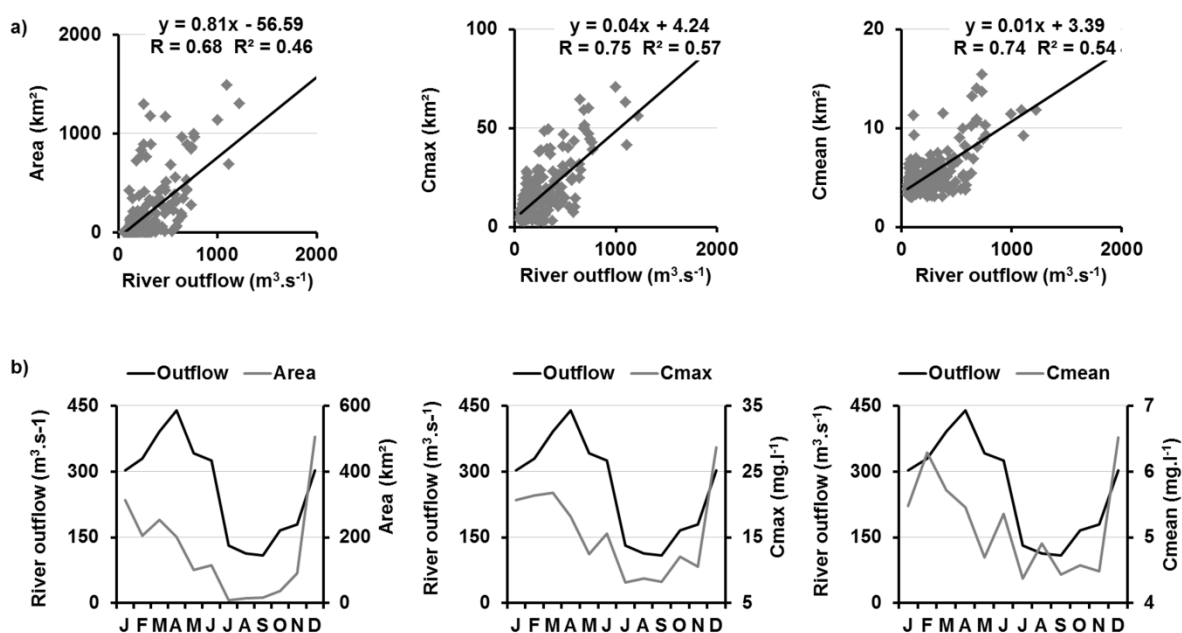 a)
y = 0.81x - 56.59
R = 0.68 R² = 0.46
2000
1000
0
Area (km²)
0 1000 2000
River outflow (m³.s⁻¹)
y = 0.04x + 4.24
R = 0.75 R² = 0.57
100
50
0
Cmax (km²)
0 1000 2000
River outflow (m³.s⁻¹)
y = 0.01x + 3.39
R = 0.74 R² = 0.54
20
10
0
Cmean (km²)
0 1000 2000
River outflow (m³.s⁻¹)
b)
Outflow Area
450
300
150
0
River outflow (m³.s-1)
600
400
200
0
Area (km²)
J F M A M J J A S O N D
Outflow Cmax
450
300
150
0
River outflow (m³.s-¹)
35
25
15
5
Cmax (mg.l⁻¹)
J F M A M J J A S O N D
Outflow Cmean
450
300
150
0
River outflow (m³.s⁻¹)
7
6
5
4
Cmean (mg.l⁻¹)
J F M A M J J A S O N D